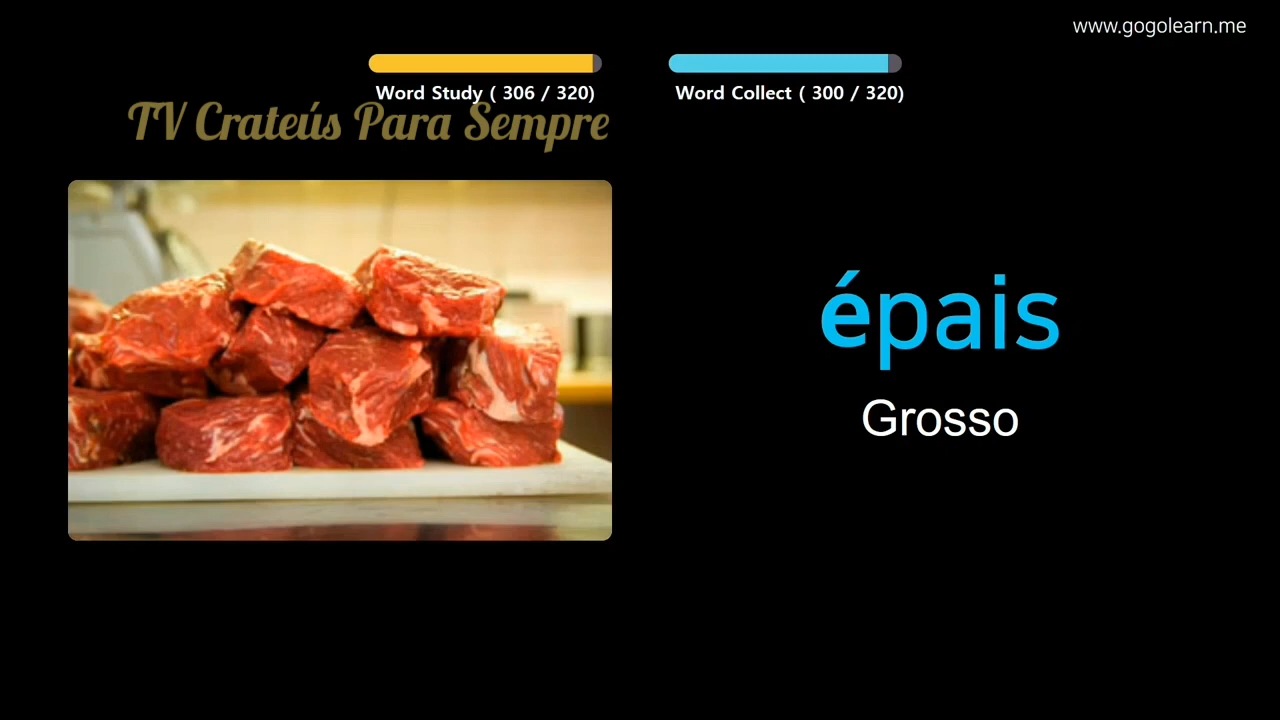 www.gogolearn.me
Word Study ( 306 / 320)
Word Collect ( 300 / 320)
TV Crateús Para Sempre
épais
Grosso